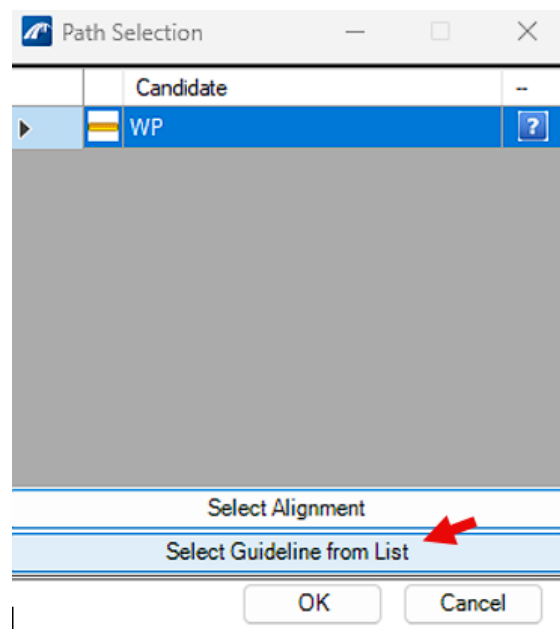 Path Selection
Candidate --
WP ?
Select Alignment
Select Guideline from List
OK Cancel